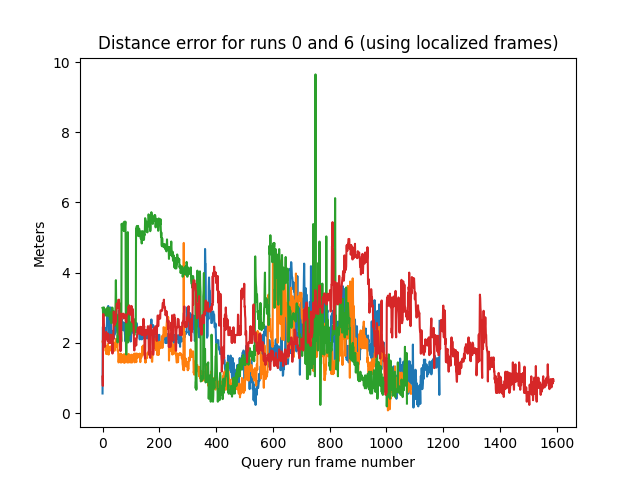 Distance error for runs 0 and 6 (using localized frames)
10
8
6
4
2
0
Meters
0 200 400 600 800 1000 1200 1400 1600
Query run frame number